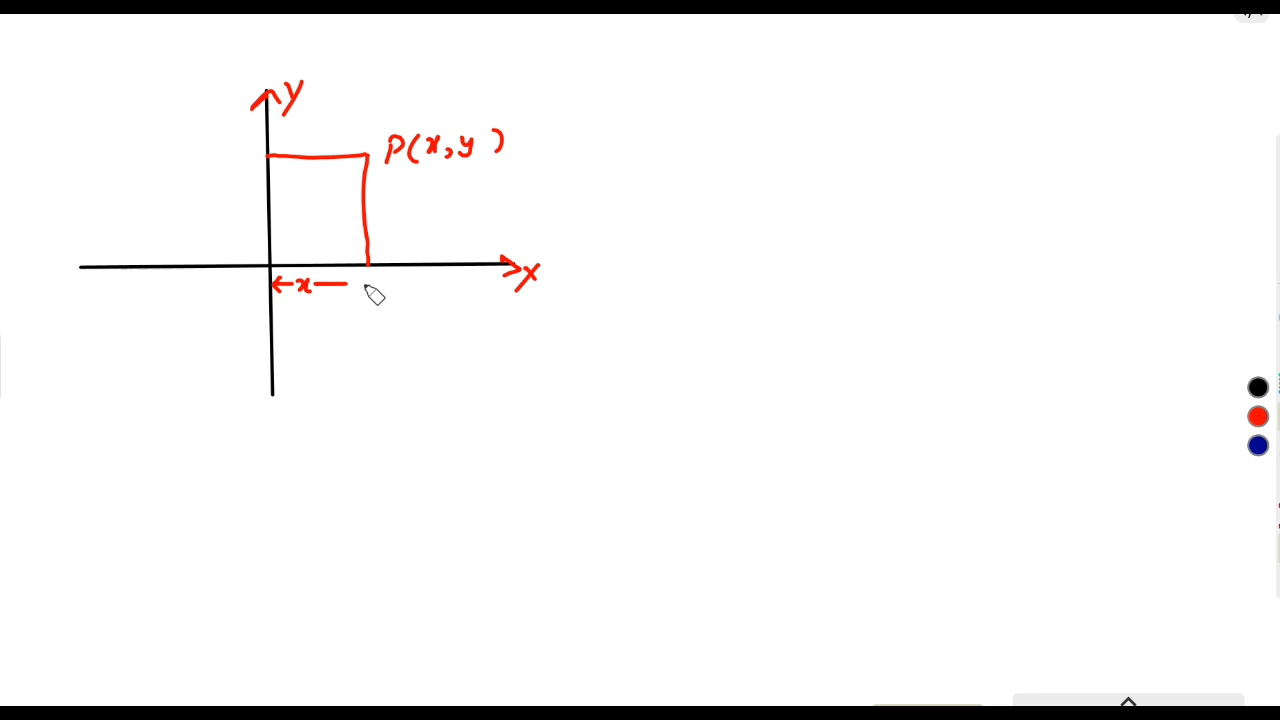 y
P(x,y )
x
←x—